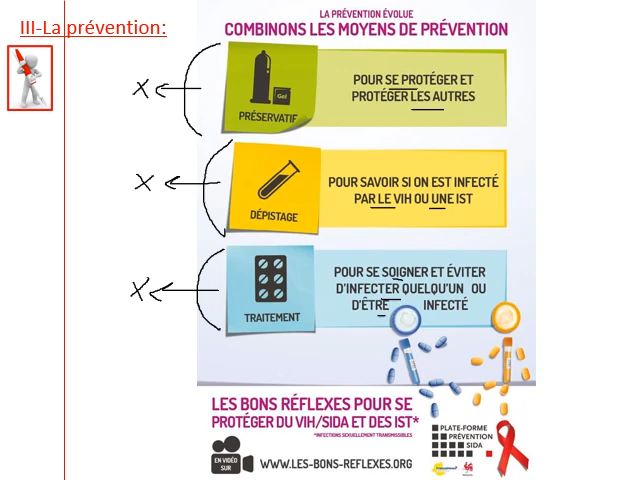 III-La prévention:
LA PRÉVENTION ÉVOLUE
COMBINONS LES MOYENS DE PRÉVENTION
X
Gel
PRÉSERVATIF
POUR SE PROTÉGER ET
PROTÉGER LES AUTRES
X
DÉPISTAGE
POUR SAVOIR SI ON EST INFECTÉ
PAR LE VIH OU UNE IST
X
TRAITEMENT
POUR SE SOIGNER ET ÉVITER
D'INFECTER QUELQU'UN OU
D'ÊTRE INFECTÉ
LES BONS RÉFLEXES POUR SE
PROTÉGER DU VIH/SIDA ET DES IST*
*INFECTIONS SEXUELLEMENT TRANSMISSIBLES
EN VIDÉO
SUR
WWW.LES-BONS-REFLEXES.ORG
PLATE-FORME
PRÉVENTION
SIDA